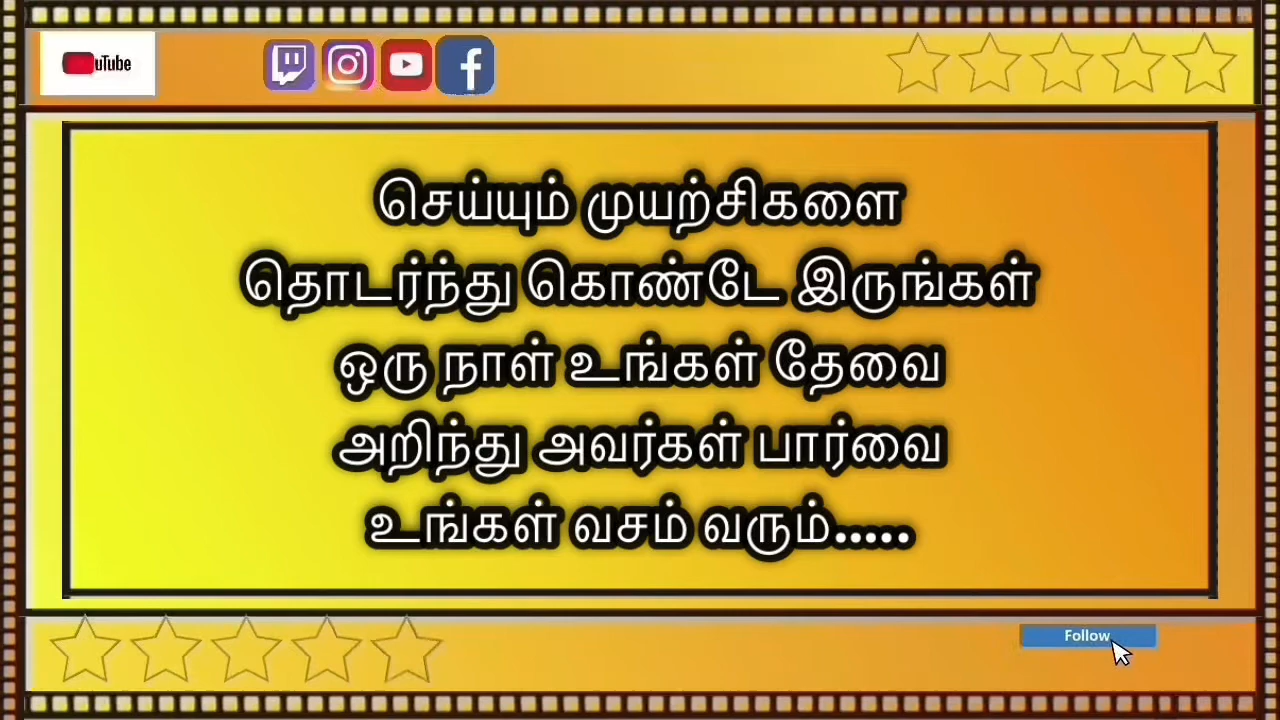 uTube
செய்யும் முயற்சிகளை
தொடர்ந்து கொண்டே இருங்கள்
ஒரு நாள் உங்கள் தேவை
அறிந்து அவர்கள் பார்வை
உங்கள் வசம் வரும்.....
Follow